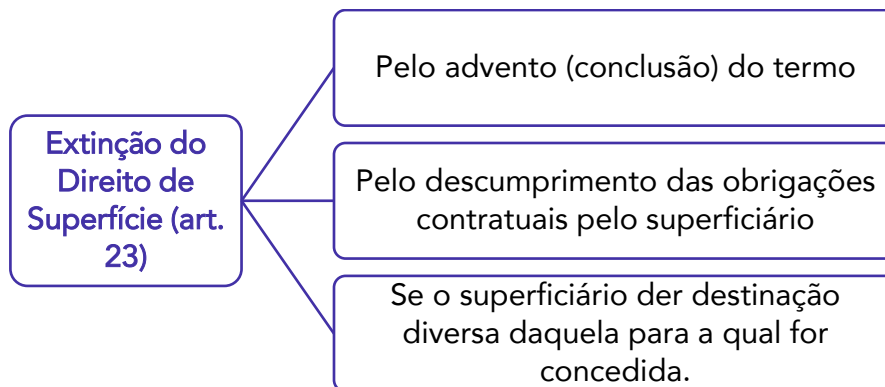 Extinção do
Direito de
Superfície (art.
23)
Pelo advento (conclusão) do termo
Pelo descumprimento das obrigações
contratuais pelo superficiário
Se o superficiário der destinação
diversa daquela para a qual for
concedida.